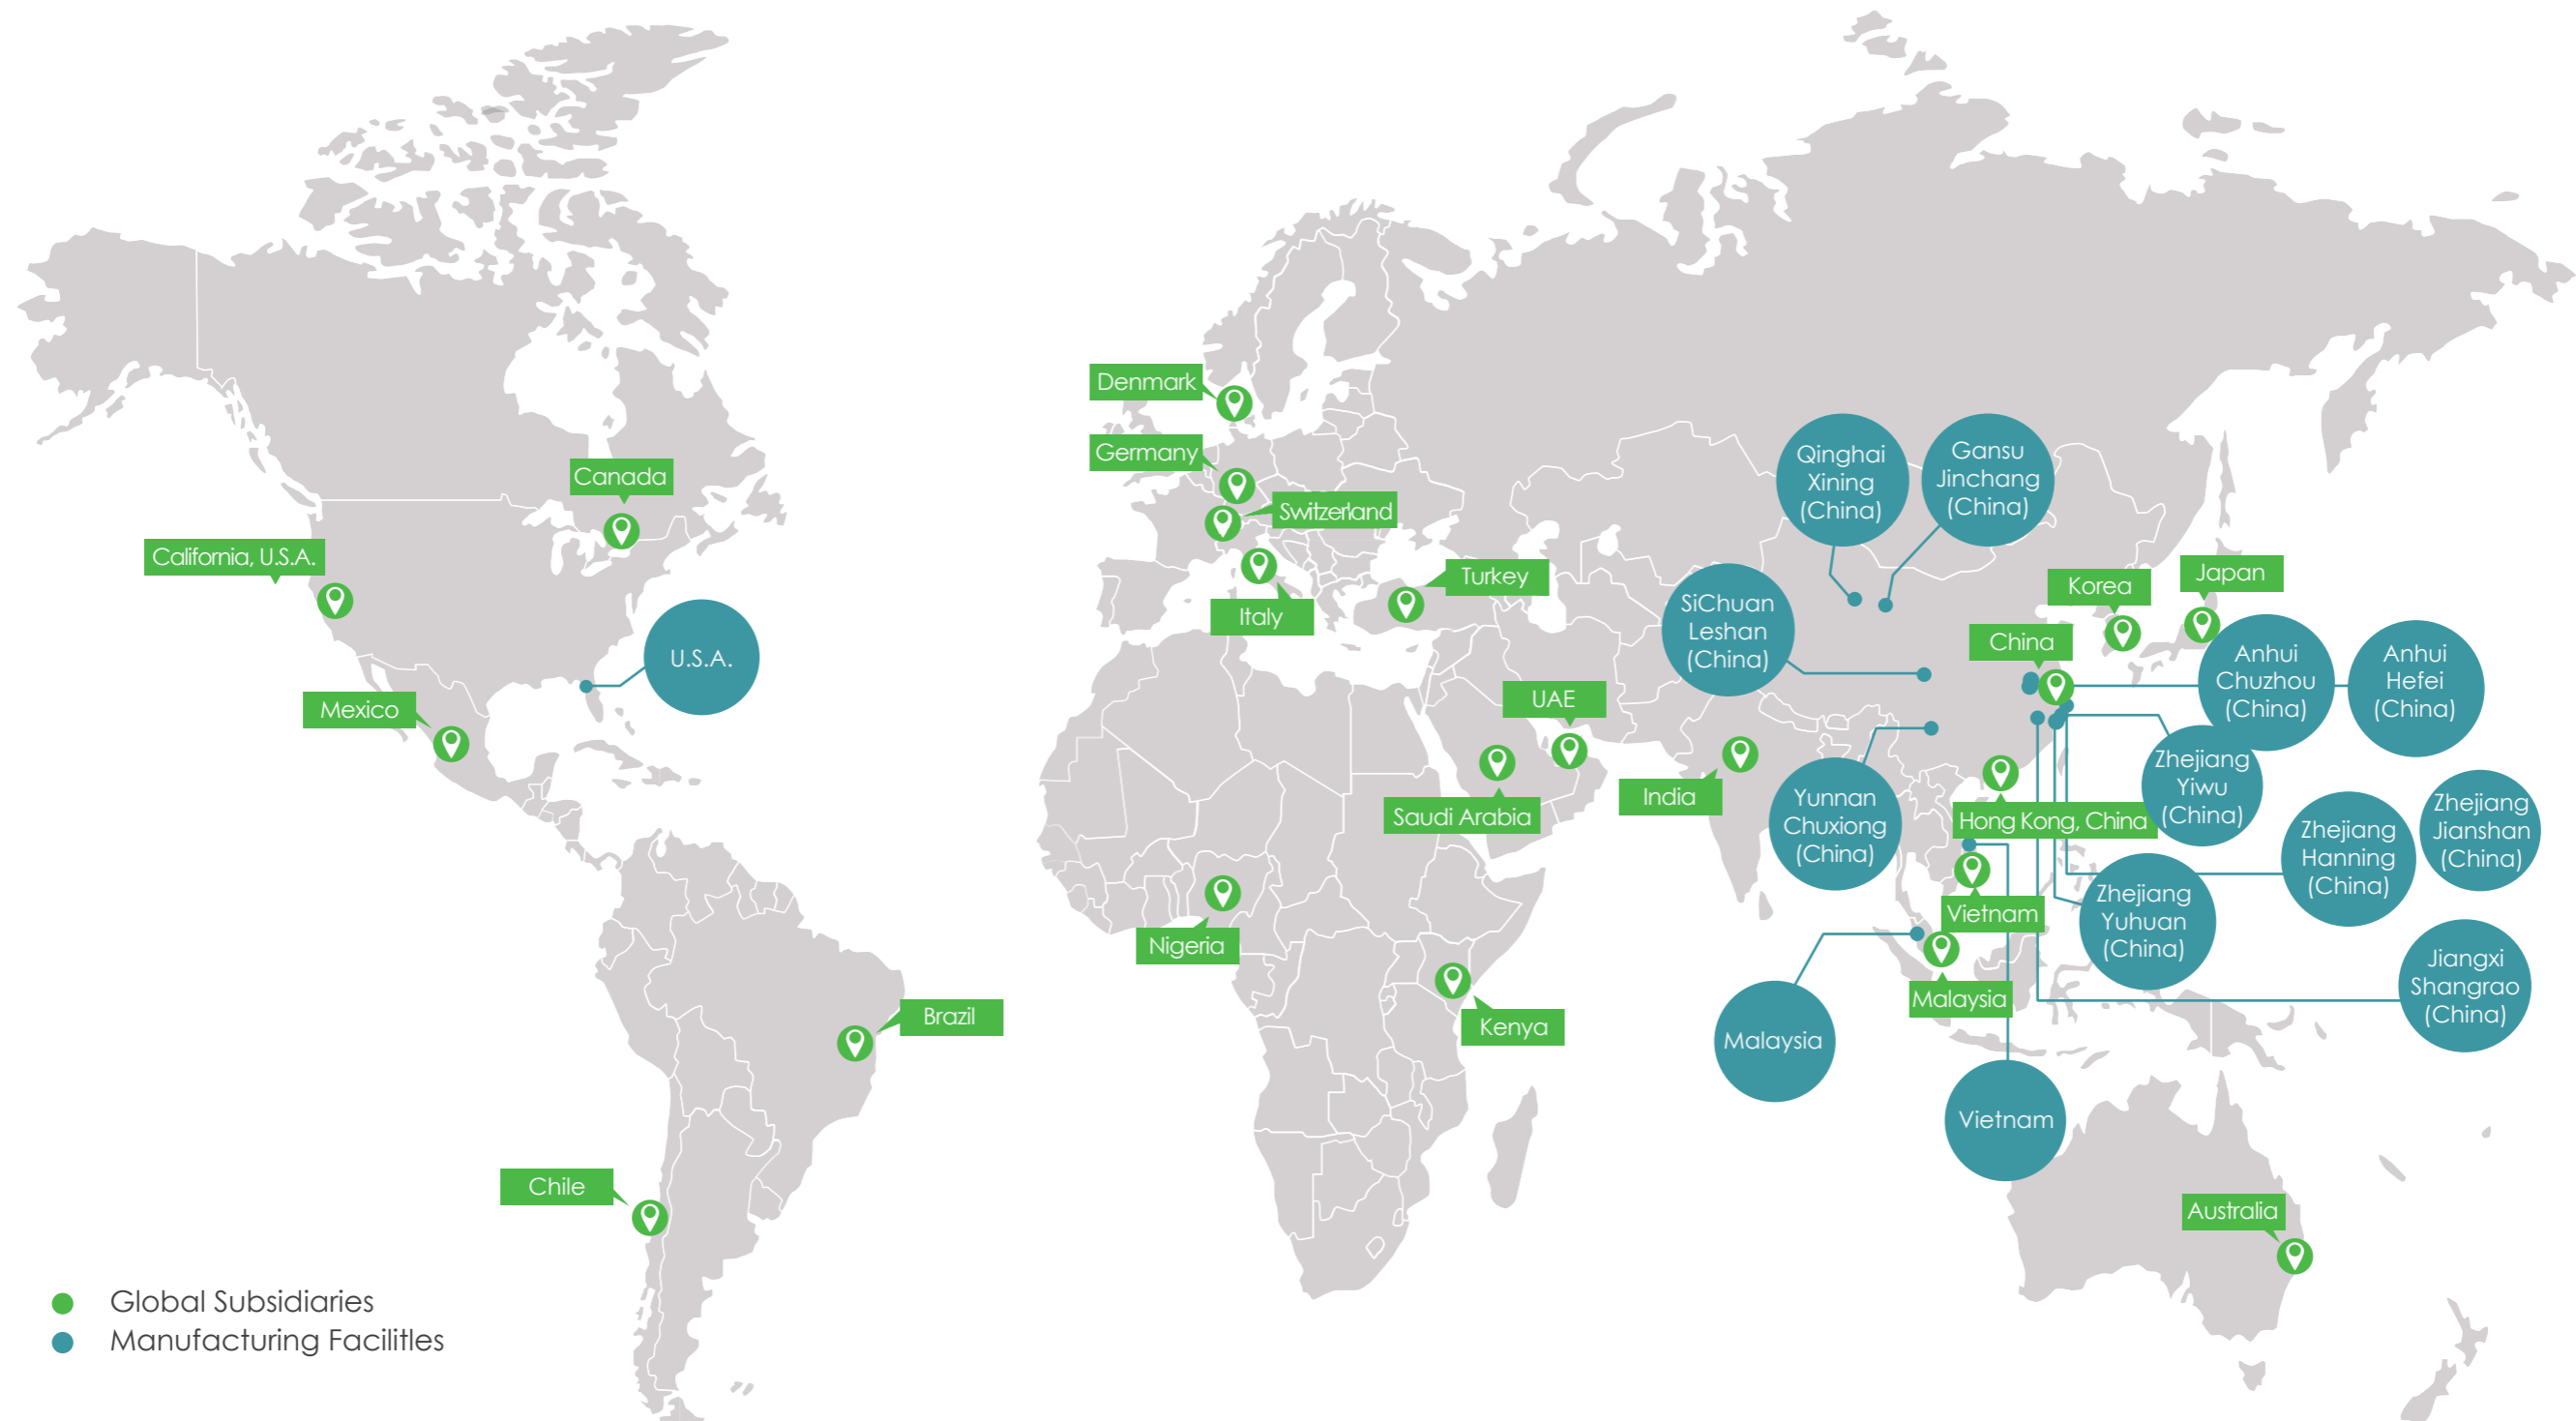 Denmark
Germany
Canada
Switzerland
California, U.S.A.
Turkey
Italy
Qinghai
Xining
(China)
Gansu
Jinchang
(China)
SiChuan
Leshan
(China)
Korea
Japan
China
U.S.A.
Anhui
Chuzhou
(China)
Anhui
Hefei
(China)
Mexico
UAE
Saudi Arabia
India
Yunnan
Chuxiong
(China)
Hong Kong, China
Zhejiang
Yiwu
(China)
Zhejiang
Jianshan
(China)
Zhejiang
Hanning
(China)
Nigeria
Vietnam
Zhejiang
Yuhuan
(China)
Malaysia
Jiangxi
Shangrao
(China)
Brazil
Kenya
Malaysia
Vietnam
Chile
Australia
Global Subsidiaries
Manufacturing Facilitles